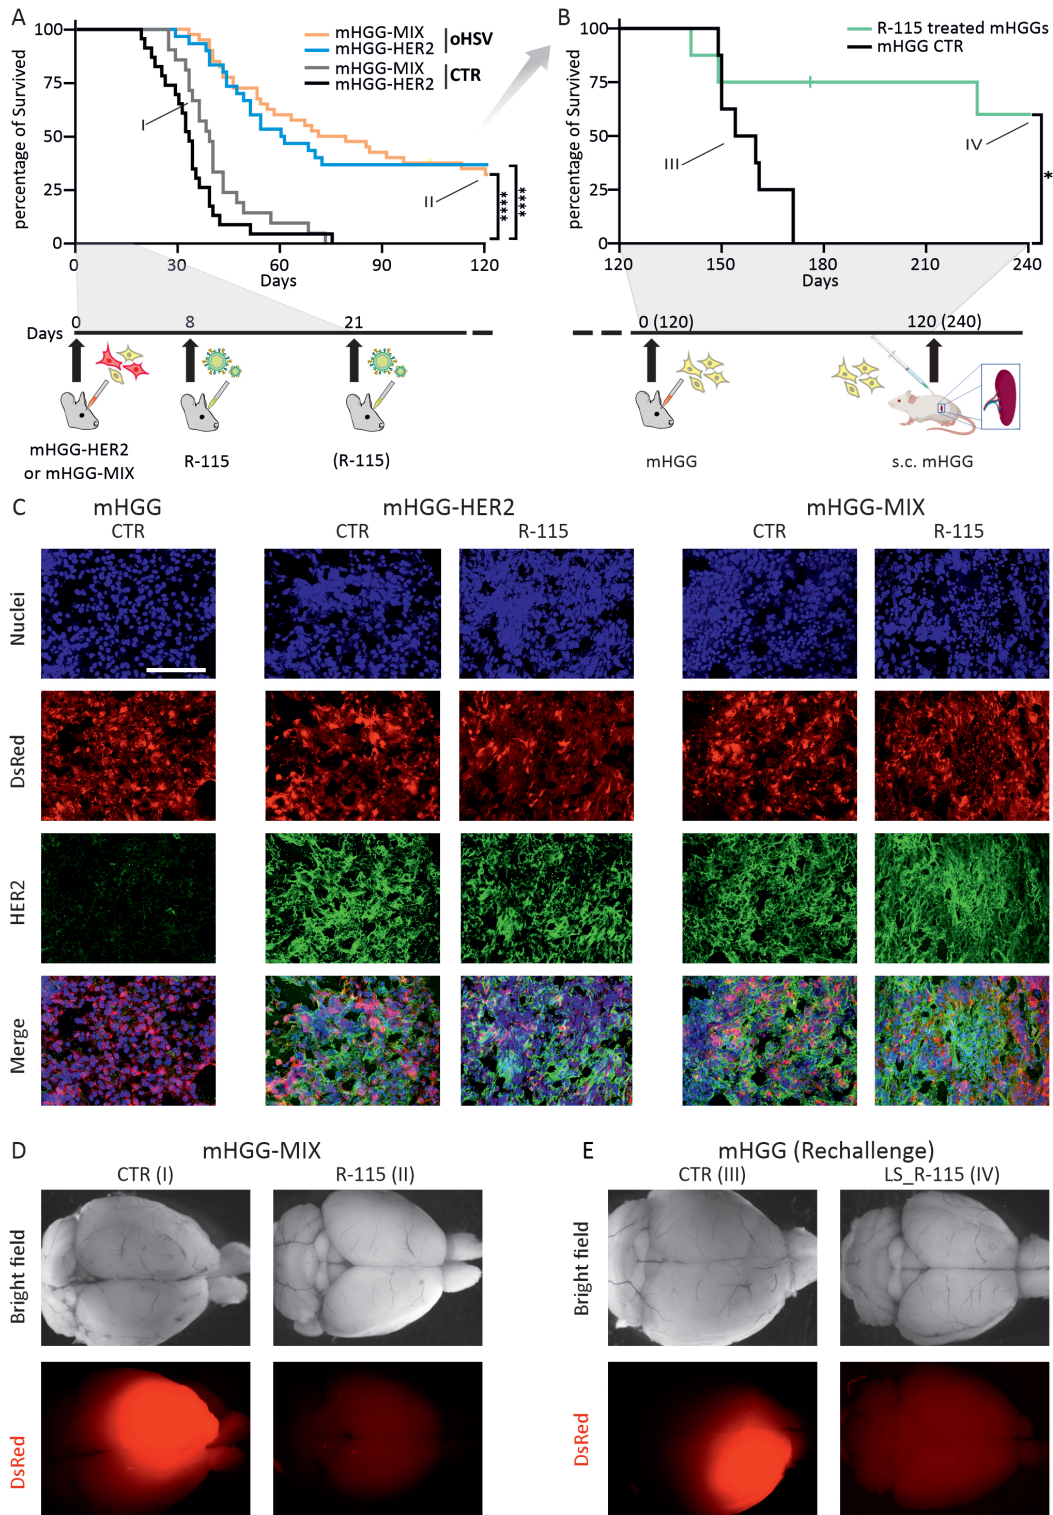 A
100
75
50
25
0
percentage of Survived
mHGG-MIX
mHGG-HER2
oHSV
mHGG-MIX
mHGG-HER2
CTR
I
II
****
****
0 30 60 90 120
Days
B
100
75
50
25
0
percentage of Survived
R-115 treated mHGGs
mHGG CTR
III
IV
*
120 150 180 210 240
Days
Days 0 8 21
mHGG-HER2
or mHGG-MIX
R-115
(R-115)
0 (120) 120 (240)
mHGG
s.c. mHGG
C
mHGG mHGG-HER2 mHGG-MIX
CTR CTR R-115 CTR R-115
Nuclei
DsRed
HER2
Merge
D
mHGG-MIX
CTR (I) R-115 (II)
Bright field
DsRed
E
mHGG (Rechallenge)
CTR (III) LS_R-115 (IV)
Bright field
DsRed